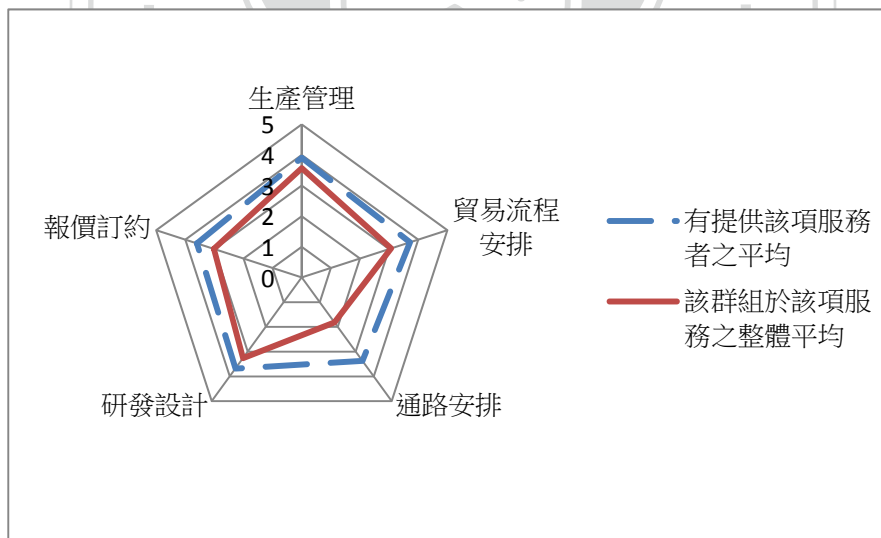 生產管理
5
4
3
2
1
0
貿易流程
安排
通路安排
研發設計
報價訂約
有提供該項服務
者之平均
該群組於該項服
務之整體平均